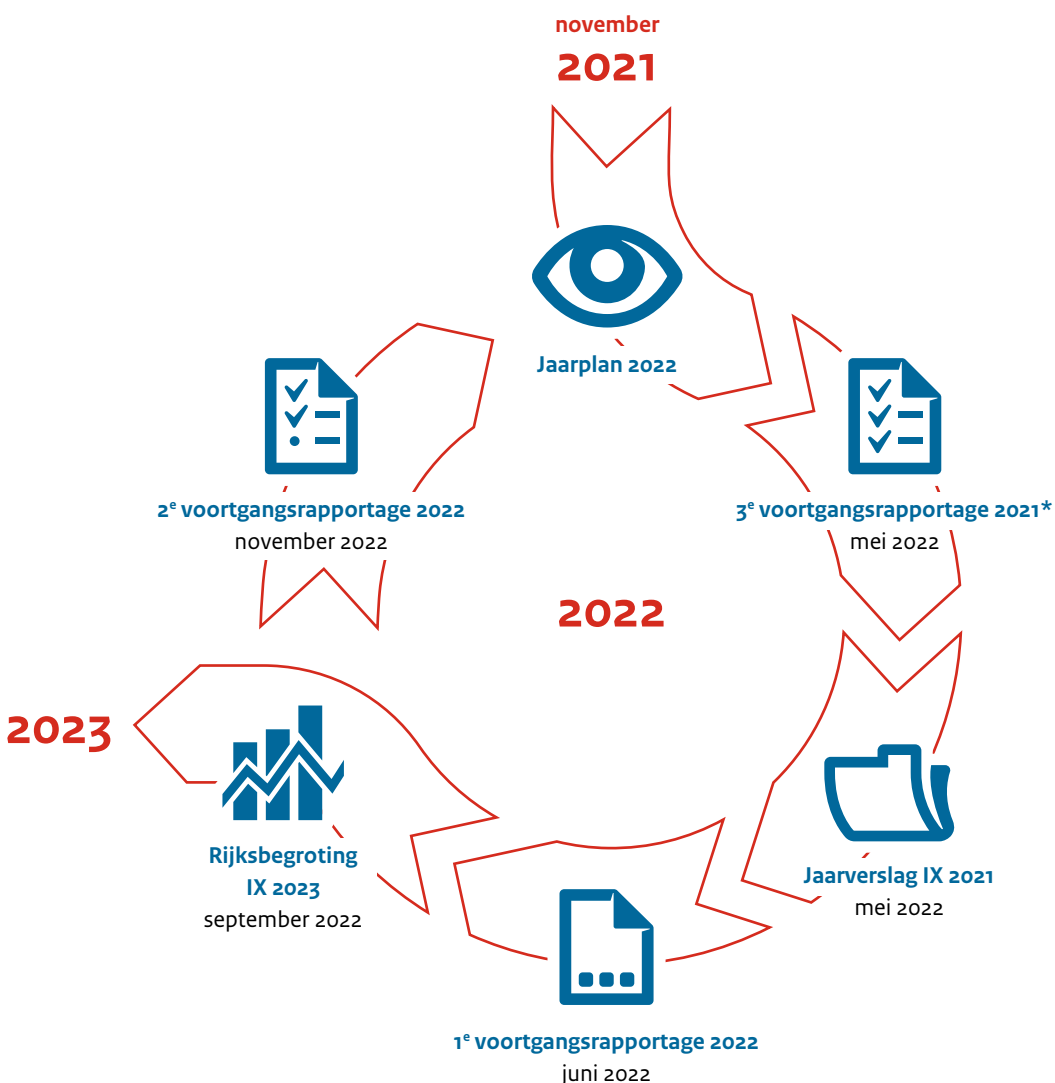 november
2021
Jaarplan 2022
3e voortgangsrapportage 2021*
mei 2022
Jaarverslag IX 2021
mei 2022
1e voortgangsrapportage 2022
juni 2022
Rijksbegroting
IX 2023
september 2022
2023
2e voortgangsrapportage 2022
november 2022
2022